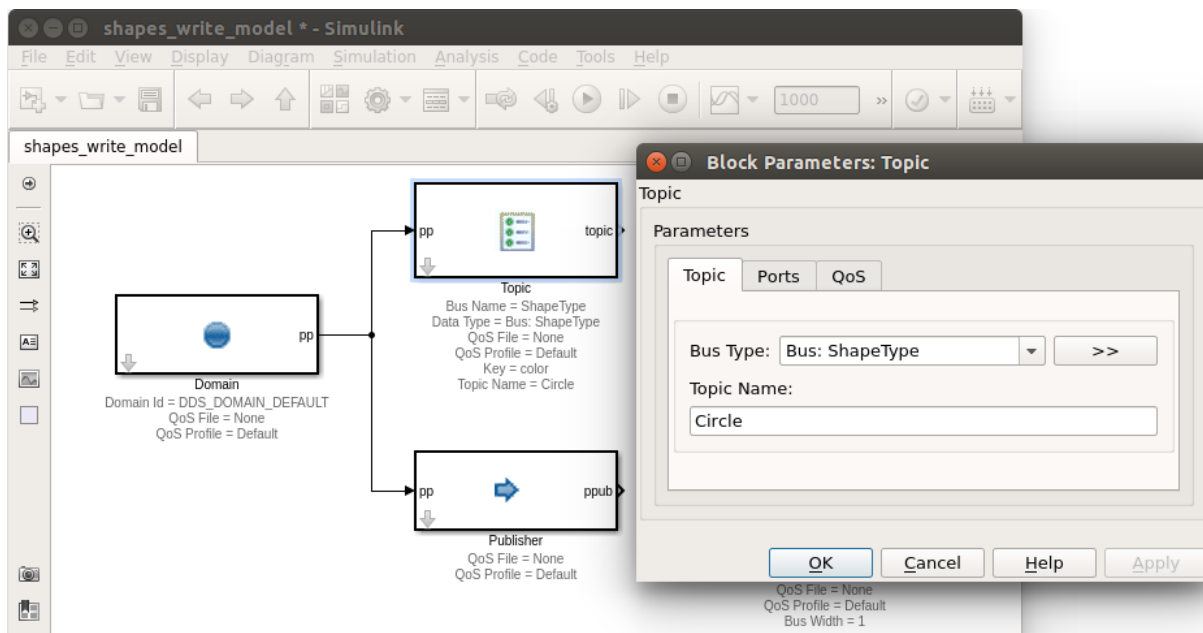 shapes_write_model * - Simulink
File Edit View Display Diagram Simulation Analysis Code Tools Help
1000 »
shapes_write_model
pp topic
Topic
Bus Name = ShapeType
Data Type = Bus: ShapeType
QoS File = None
QoS Profile = Default
Key = color
Topic Name = Circle
pp
Domain
Domain Id = DDS_DOMAIN_DEFAULT
QoS File = None
QoS Profile = Default
pp ppub
Publisher
QoS File = None
QoS Profile = Default
Block Parameters: Topic
Topic
Parameters
Topic Ports QoS
Bus Type: Bus: ShapeType >>
Topic Name:
Circle
OK Cancel Help Apply
QoS File = None
QoS Profile = Default
Bus Width = 1